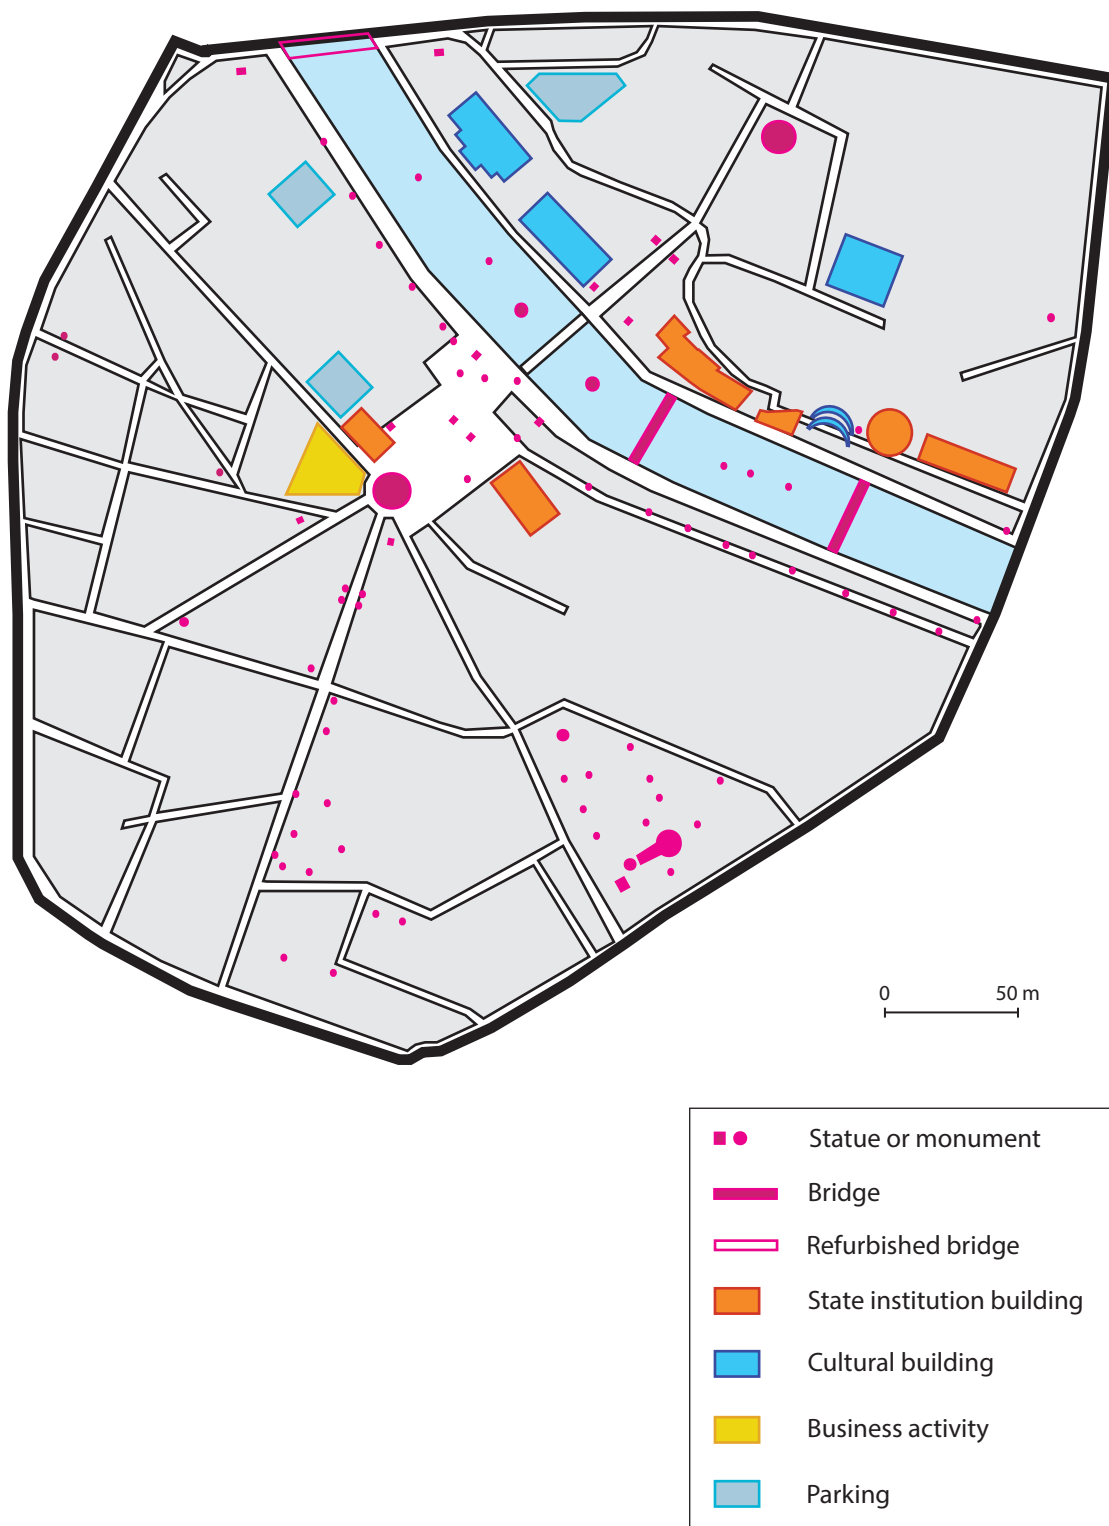 0 50 m
Statue or monument
Bridge
Refurbished bridge
State institution building
Cultural building
Business activity
Parking